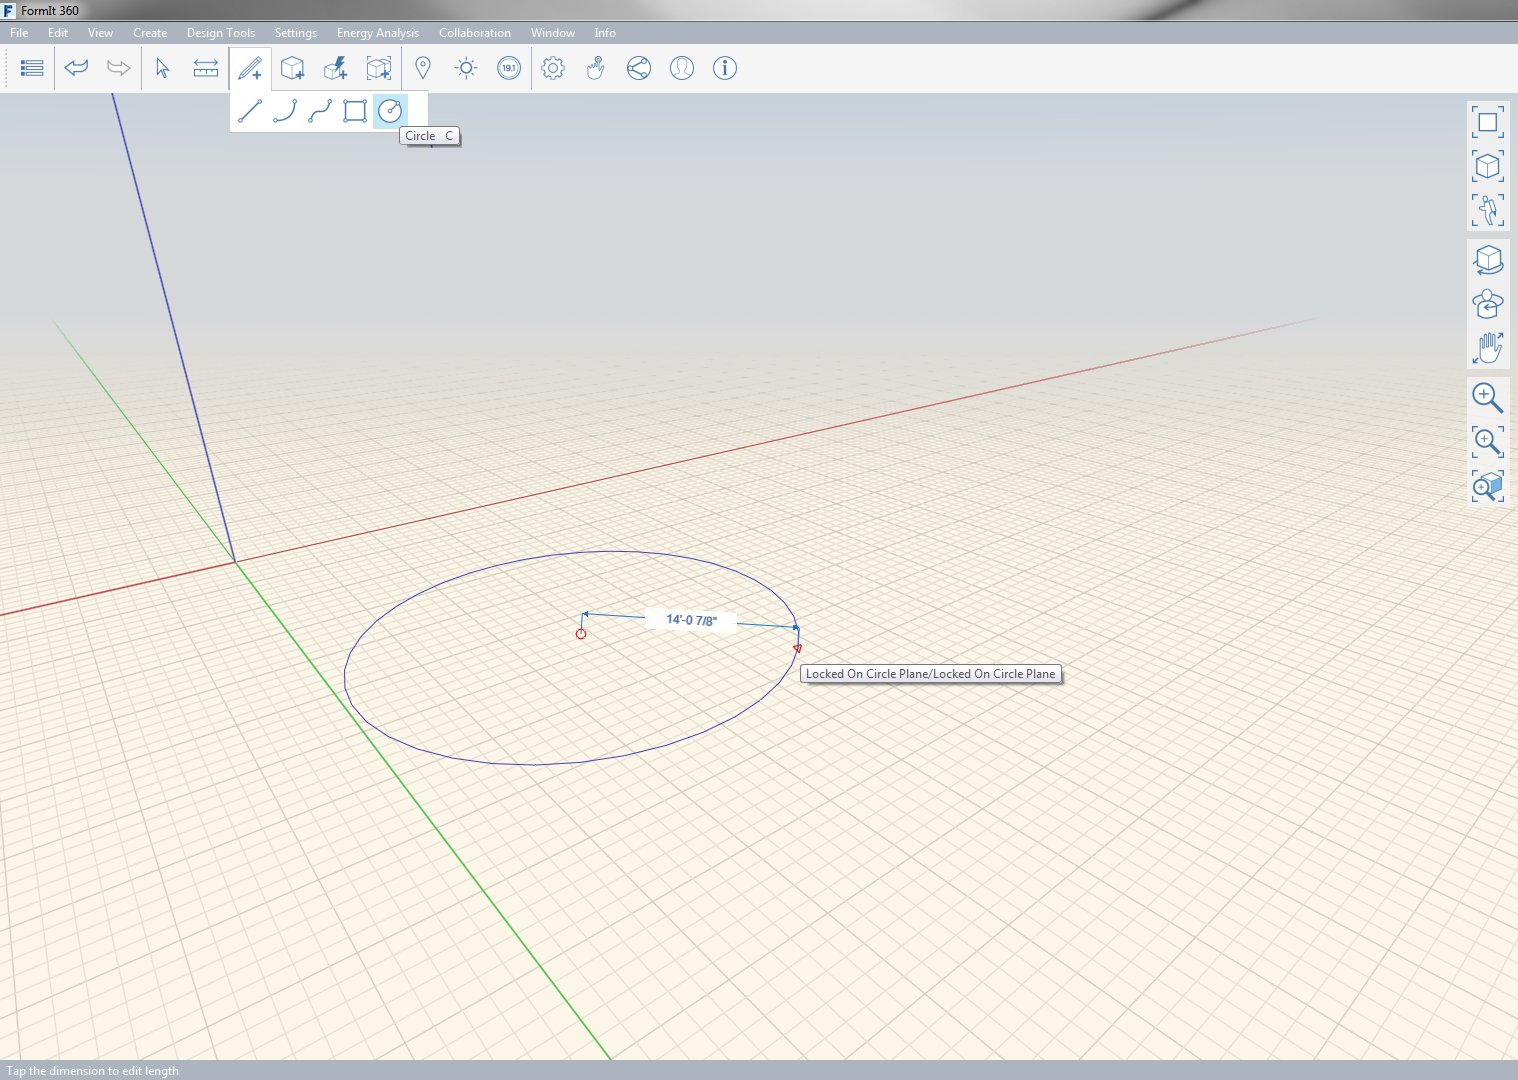 FormIt 360
File Edit View Create Design Tools Settings Energy Analysis Collaboration Window Info
19.1
Circle C
14'-0 7/8"
Locked On Circle Plane/Locked On Circle Plane
Tap the dimension to edit length